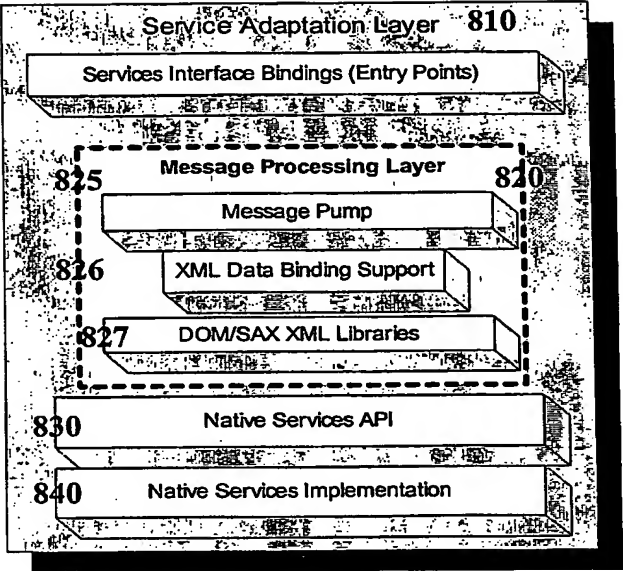 Service Adaptation Layer 810
Services Interface Bindings (Entry Points)
Message Processing Layer
825 820
Message Pump
826 XML Data Binding Support
827 DOM/SAX XML Libraries
830 Native Services API
840 Native Services Implementation